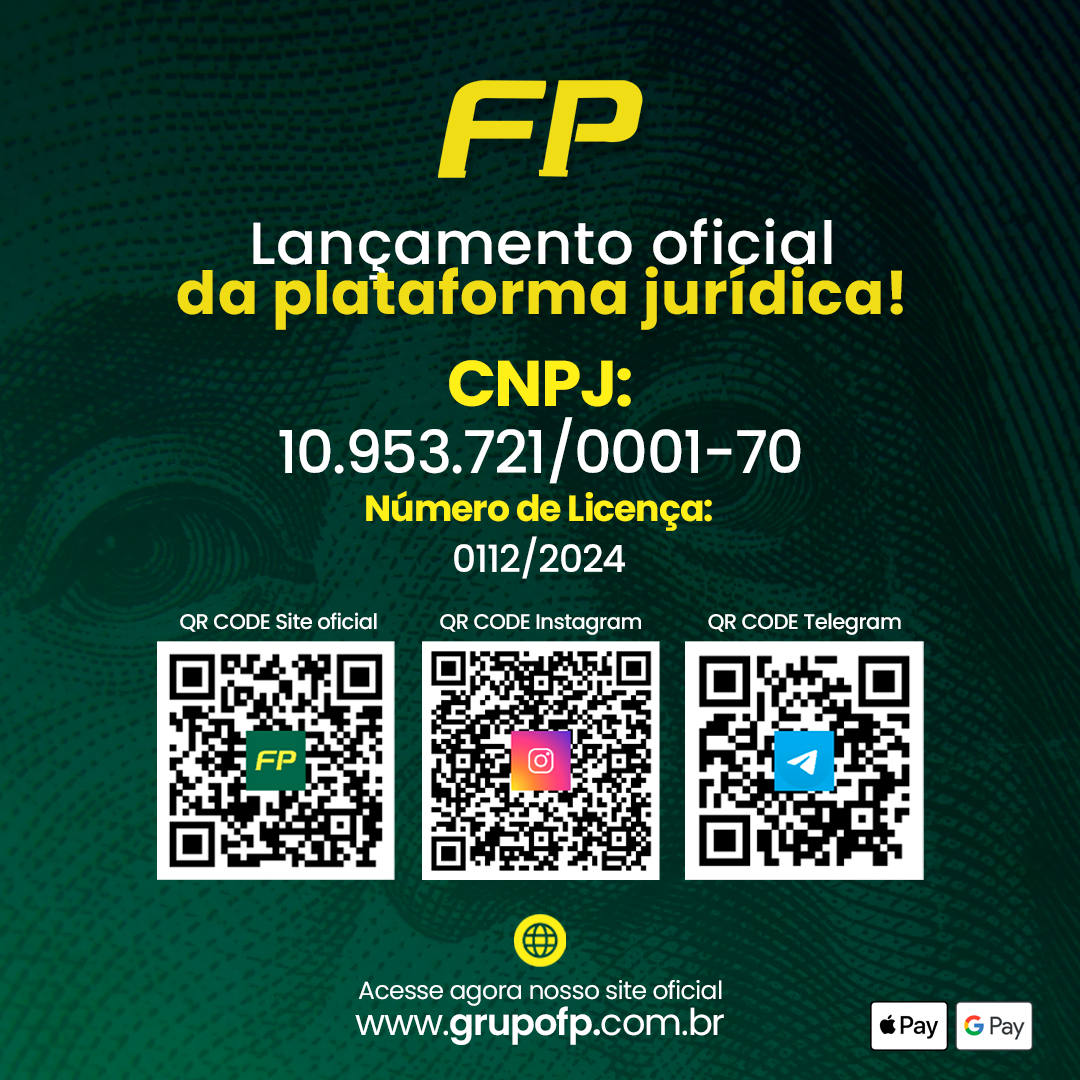 FP
Lançamento oficial
da plataforma jurídica!
CNPJ:
10.953.721/0001-70
Número de Licença:
0112/2024
QR CODE Site oficial
QR CODE Instagram
QR CODE Telegram
FP
Acesse agora nosso site oficial
www.grupofp.com.br
Pay
G Pay